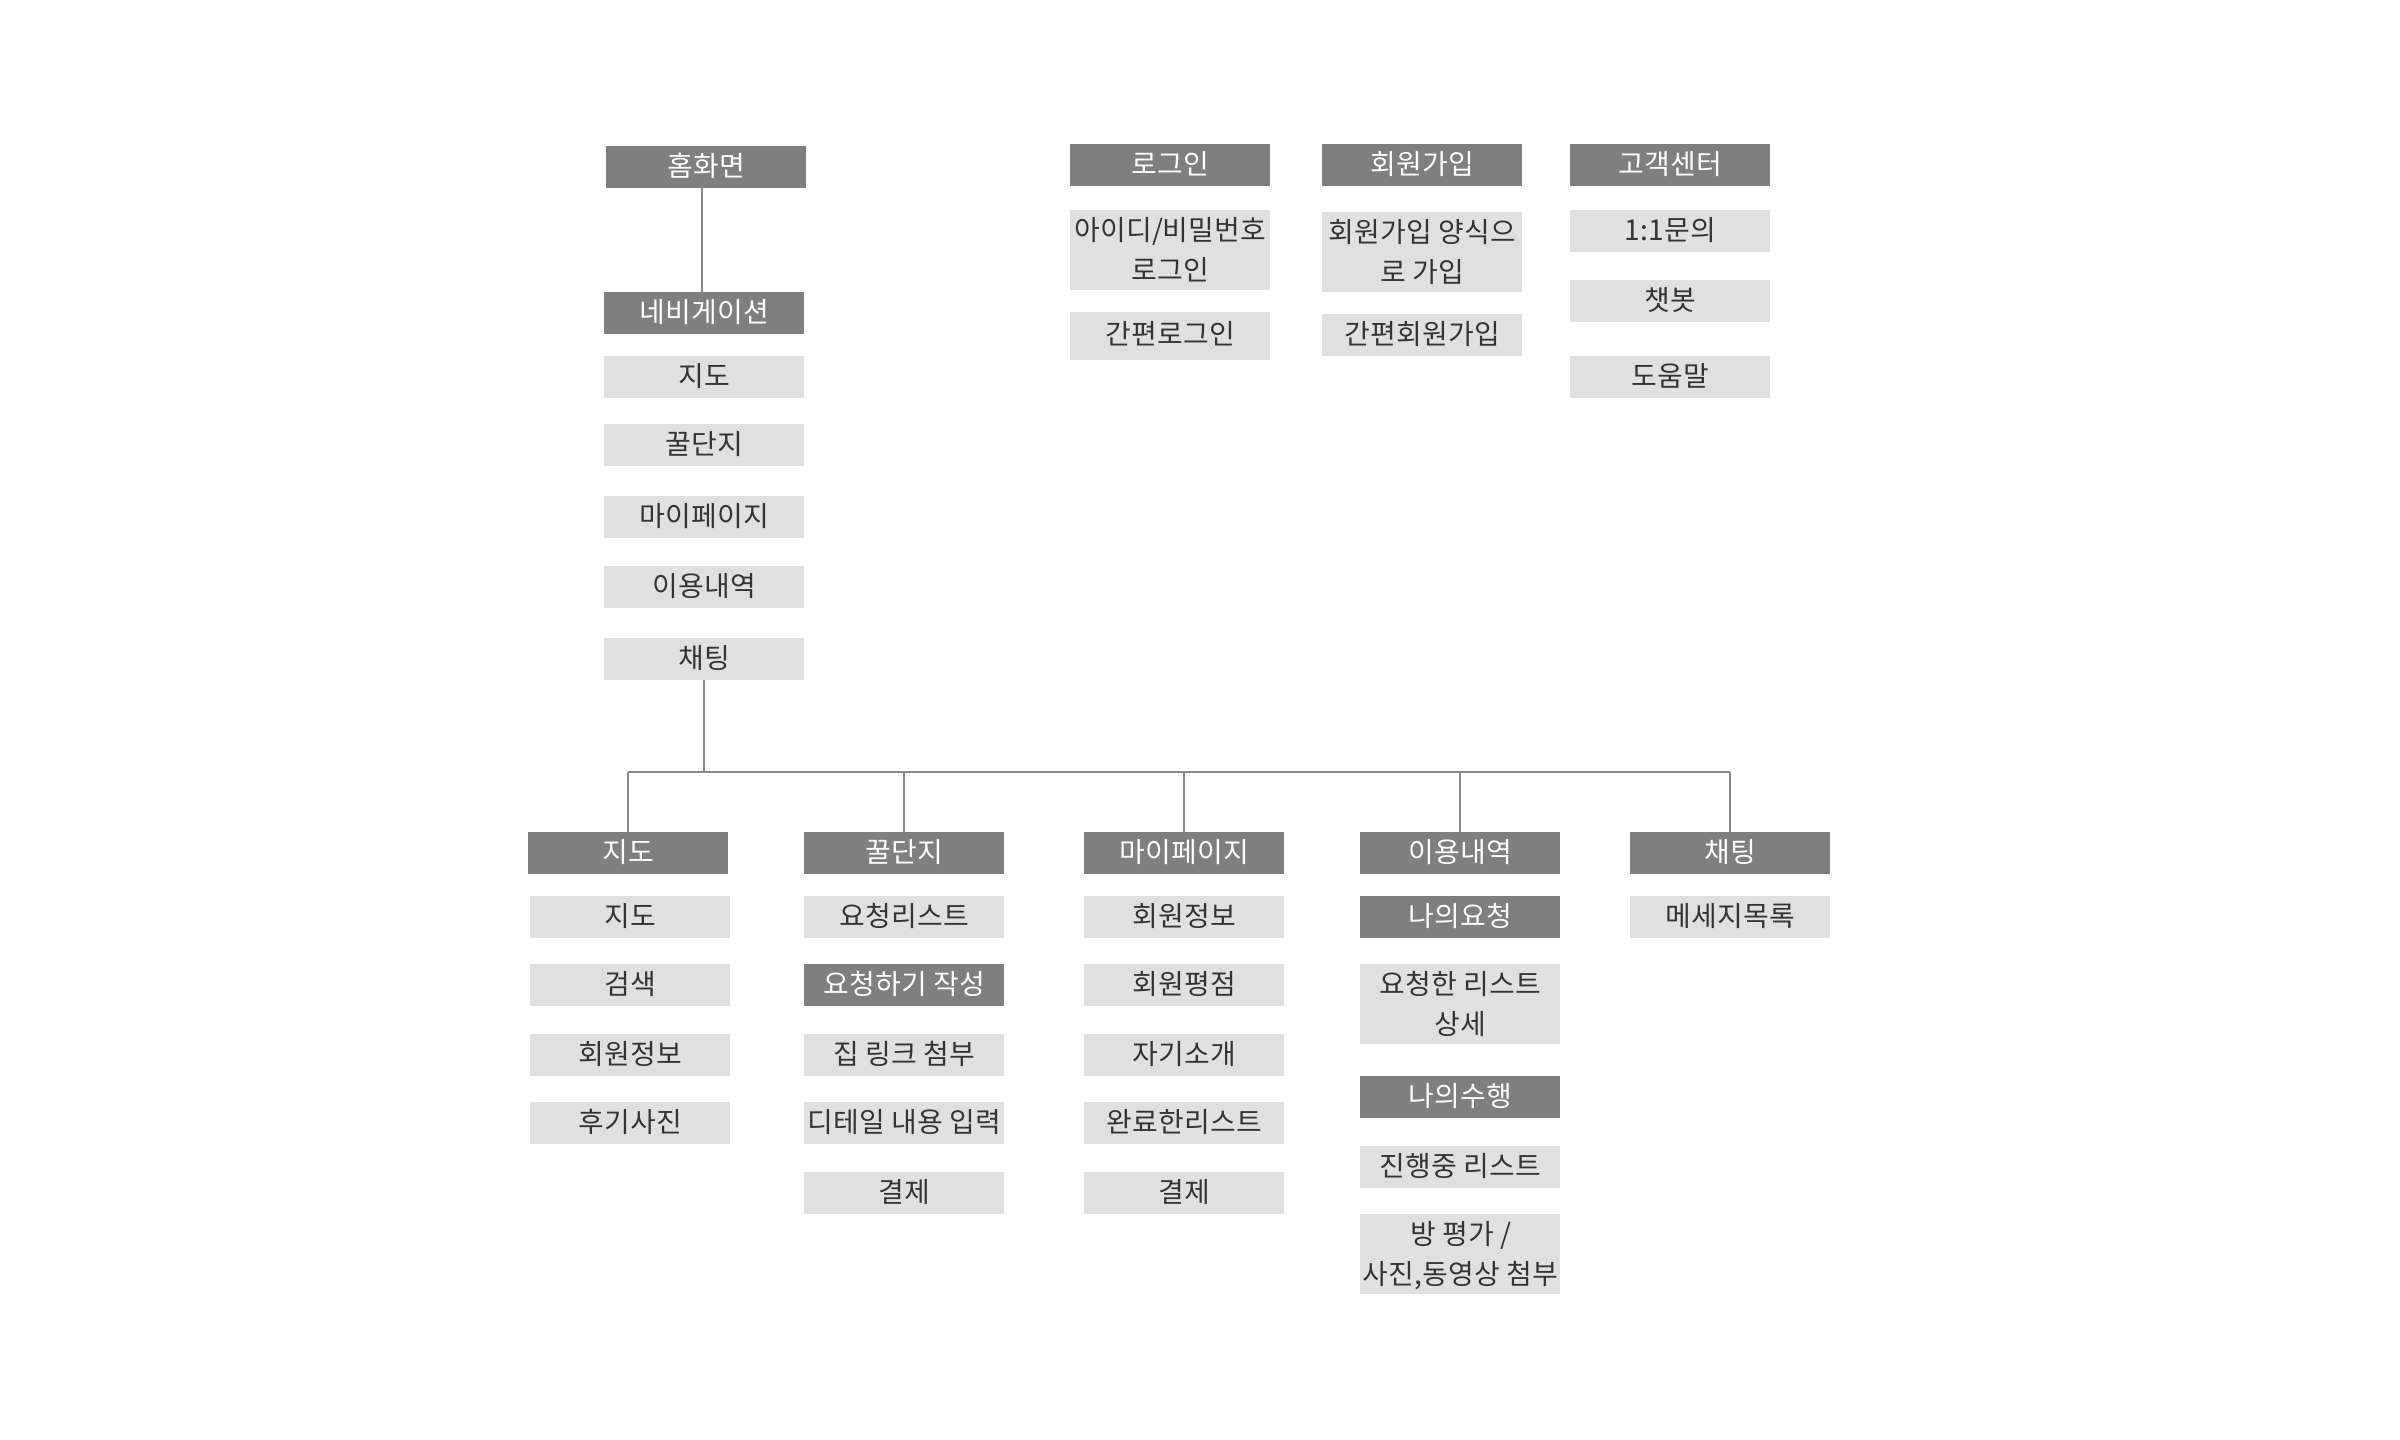 홈화면
네비게이션
지도
꿀단지
마이페이지
이용내역
채팅
로그인
아이디/비밀번호
로그인
간편로그인
회원가입
회원가입 양식으
로 가입
간편회원가입
고객센터
1:1문의
챗봇
도움말
지도
지도
검색
회원정보
후기사진
꿀단지
요청리스트
요청하기 작성
집 링크 첨부
디테일 내용 입력
결제
마이페이지
회원정보
회원평점
자기소개
완료한리스트
결제
이용내역
나의요청
요청한 리스트
상세
나의수행
진행중 리스트
방 평가 /
사진,동영상 첨부
채팅
메세지목록